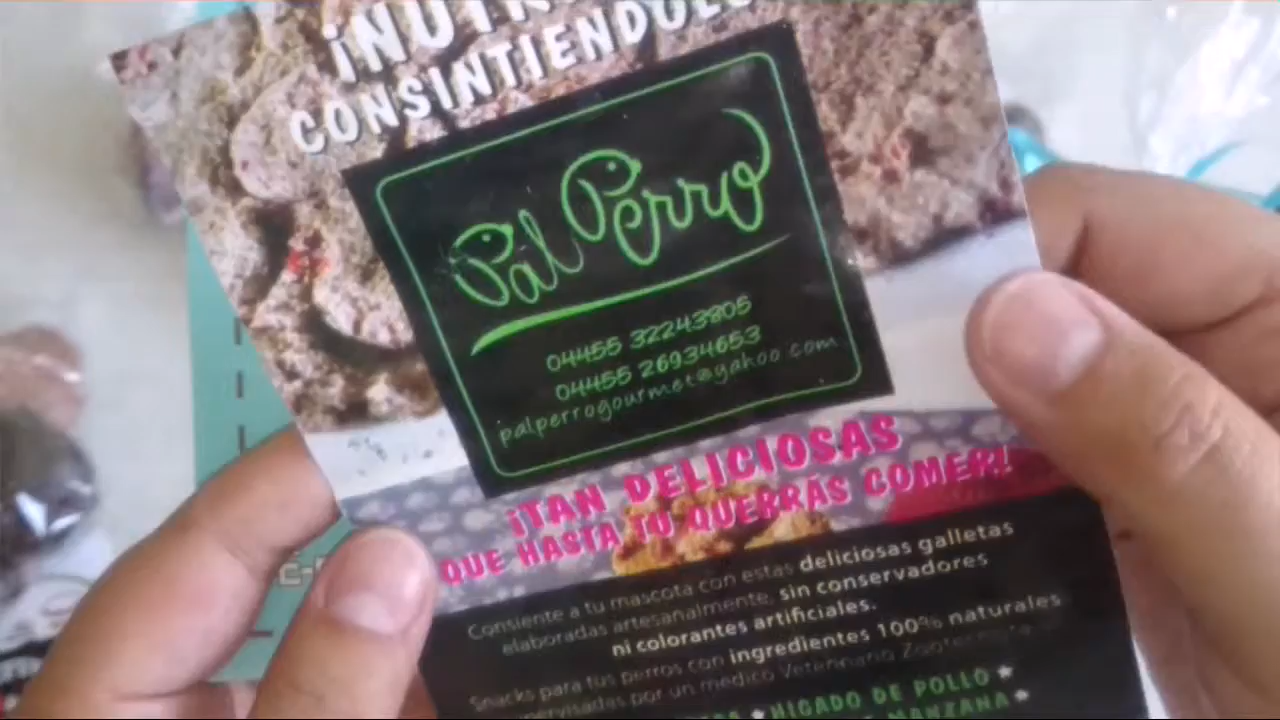 CONSINTIENDOLO
Pal Perro
04455 32243805
04455 26934653
palperrogourmet@yahoo.com
¡TAN DELICIOSAS
QUE HASTA TÚ QUERRÁS COMER!
Consiente a tu mascota con estas deliciosas galletas
elaboradas artesanalmente, sin conservadores
ni colorantes artificiales.
Snacks para tus perros con ingredientes 100% naturales
supervisadas por un médico Veterinario
HÍGADO DE POLLO
MANZANA